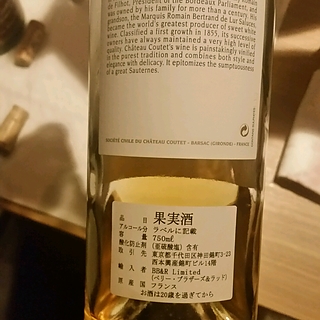 de Filhot, President of the Bordeaux Parliament, and
was owned by his family for more than a century. His
grandson, the Marquis Romain Bertrand de Lur Saluces,
became the world's greatest producer of sweet white
wine. Classified a first growth in 1855, its successive
owners have always maintained a very high level of
quality. Château Coutet's wine is painstakingly vinified
in the purest tradition and combines both style and
elegance with delicacy. It epitomizes the sumptuousness
of a great Sauternes.
SOCIÉTÉ CIVILE DU CHÂTEAU COUTET - BARSAC (GIRONDE) - FRANCE
品目 果実酒
アルコール分 ラベルに記載
容量 750mℓ
酸化防止剤 (亜硫酸塩) 含有
取引先 東京都千代田区神田錦町3-23
西本興産錦町ビル14階
輸入者 BB&R Limited
(ベリー・ブラザーズ&ラッド)
原産国 フランス
お酒は20歳を過ぎてから